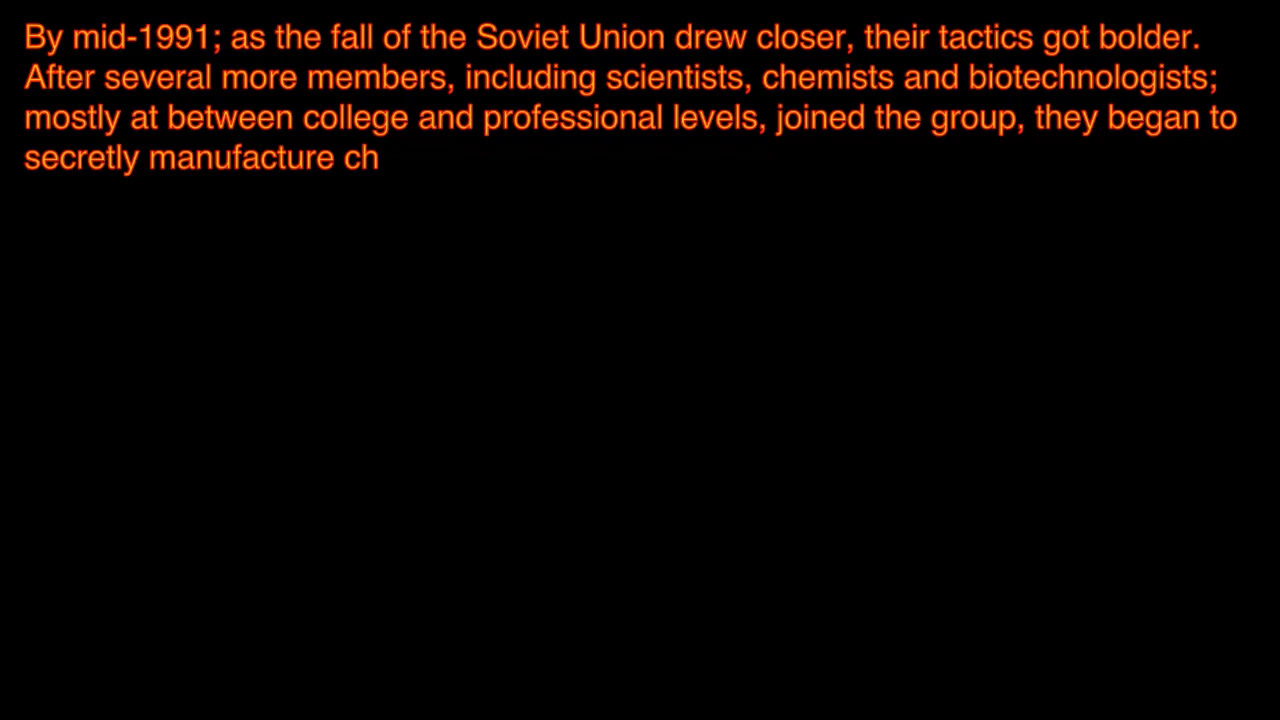 By mid-1991; as the fall of the Soviet Union drew closer, their tactics got bolder.
After several more members, including scientists, chemists and biotechnologists;
mostly at between college and professional levels, joined the group, they began to
secretly manufacture ch